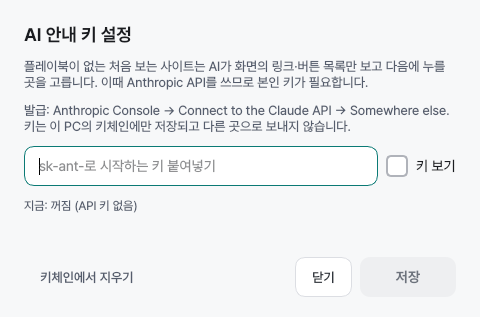 AI 안내 키 설정
플레이북이 없는 처음 보는 사이트는 AI가 화면의 링크·버튼 목록만 보고 다음에 누를
곳을 고릅니다. 이때 Anthropic API를 쓰므로 본인 키가 필요합니다.
발급: Anthropic Console → Connect to the Claude API → Somewhere else.
키는 이 PC의 키체인에만 저장되고 다른 곳으로 보내지 않습니다.
sk-ant-로 시작하는 키 붙여넣기
키 보기
지금: 꺼짐 (API 키 없음)
키체인에서 지우기
닫기
저장